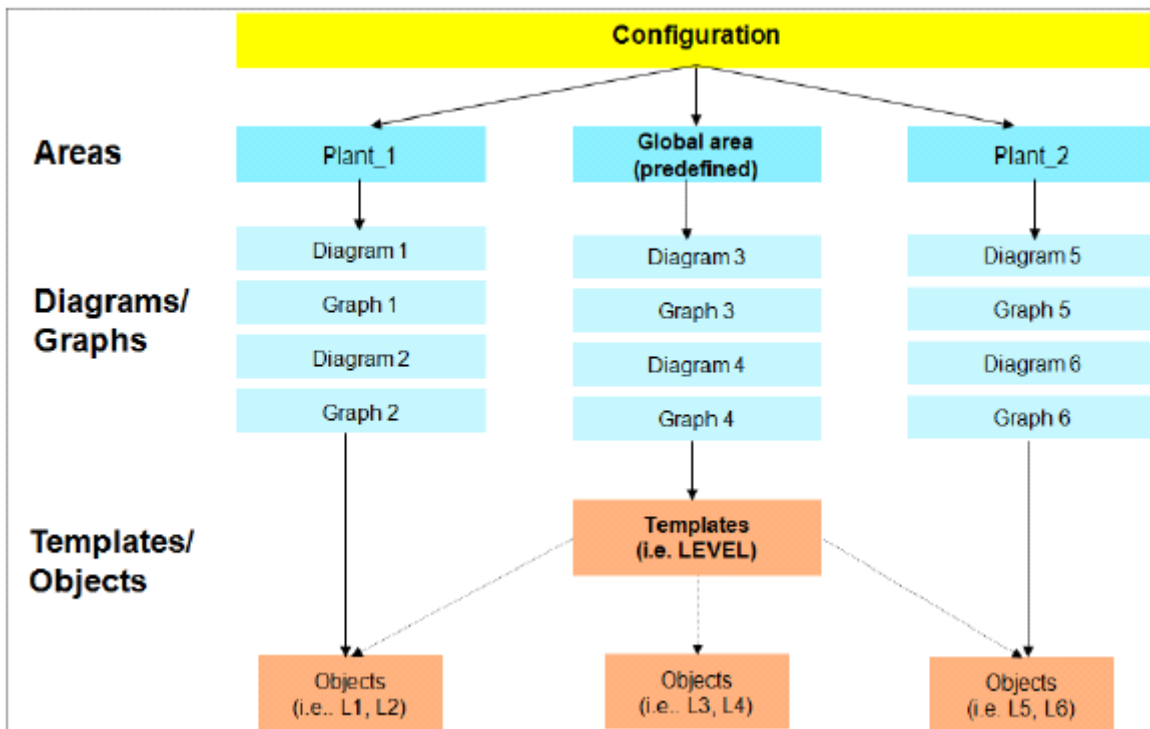 Configuration
Areas
Plant_1
Global area
(predefined)
Plant_2
Diagrams/
Graphs
Diagram 1
Graph 1
Diagram 2
Graph 2
Diagram 3
Graph 3
Diagram 4
Graph 4
Diagram 5
Graph 5
Diagram 6
Graph 6
Templates/
Objects
Templates
(i.e. LEVEL)
Objects
(i.e.. L1, L2)
Objects
(i.e.. L3, L4)
Objects
(i.e. L5, L6)